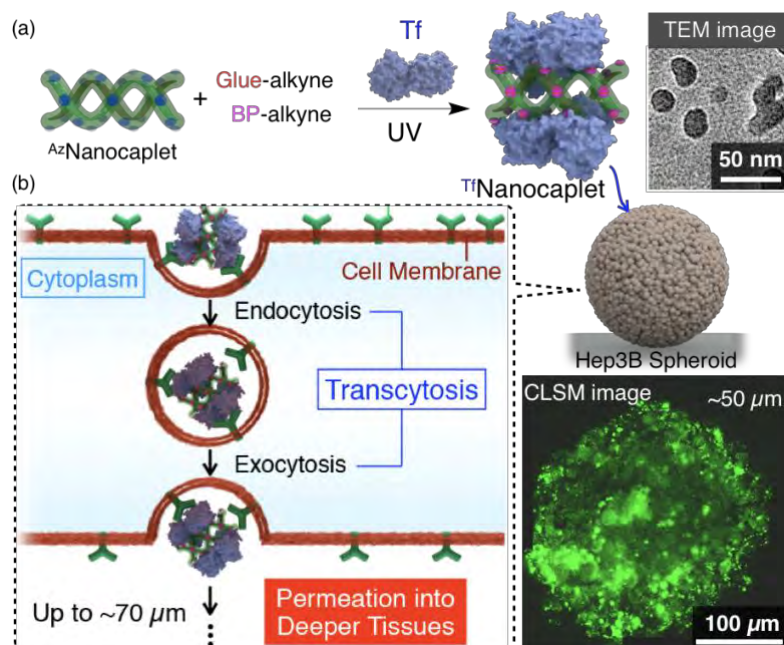 (a)
Tf
TEM image
Glue-alkyne
+
BP-alkyne
UV
AzNanocaplet
50 nm
TfNanocaplet
(b)
Cytoplasm
Cell Membrane
Endocytosis
Hep3B Spheroid
Transcytosis
CLSM image
~50 µm
Exocytosis
Up to ~70 µm
Permeation into
Deeper Tissues
100 µm